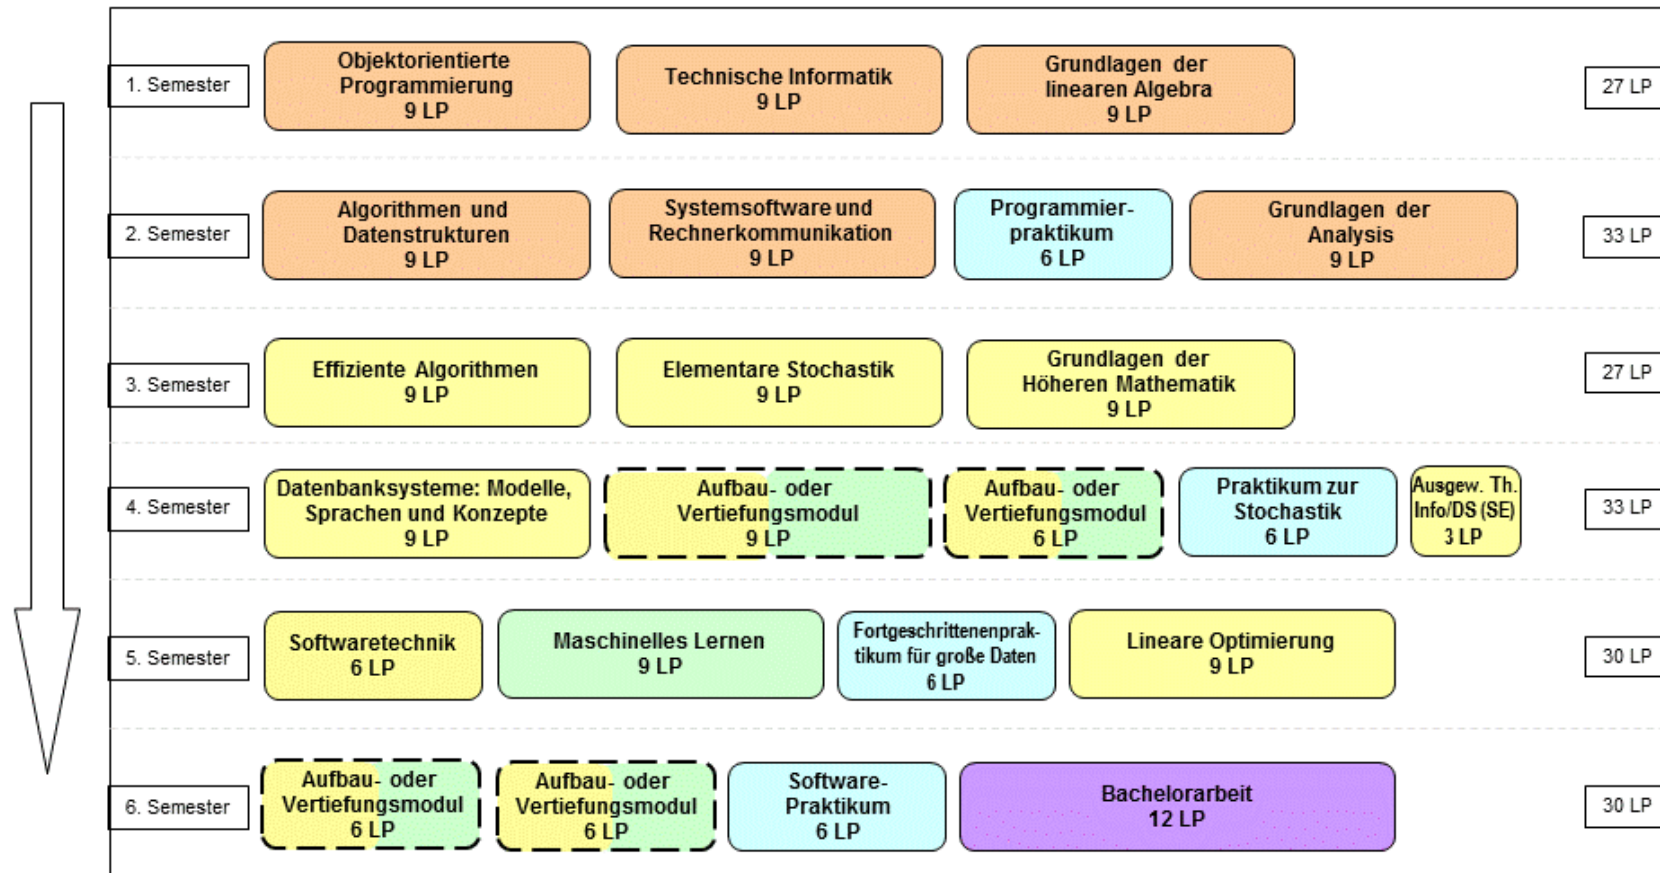 1. Semester
Objektorientierte
Programmierung
9 LP
Technische Informatik
9 LP
Grundlagen der
linearen Algebra
9 LP
27 LP
2. Semester
Algorithmen und
Datenstrukturen
9 LP
Systemsoftware und
Rechnerkommunikation
9 LP
Programmier-
praktikum
6 LP
Grundlagen der
Analysis
9 LP
33 LP
3. Semester
Effiziente Algorithmen
9 LP
Elementare Stochastik
9 LP
Grundlagen der
Höheren Mathematik
9 LP
27 LP
4. Semester
Datenbanksysteme: Modelle,
Sprachen und Konzepte
9 LP
Aufbau- oder
Vertiefungsmodul
9 LP
Aufbau- oder
Vertiefungsmodul
6 LP
Praktikum zur
Stochastik
6 LP
Ausgew. Th.
Info/DS (SE)
3 LP
33 LP
5. Semester
Softwaretechnik
6 LP
Maschinelles Lernen
9 LP
Fortgeschrittenenprak-
tikum für große Daten
6 LP
Lineare Optimierung
9 LP
30 LP
6. Semester
Aufbau- oder
Vertiefungsmodul
6 LP
Aufbau- oder
Vertiefungsmodul
6 LP
Software-
Praktikum
6 LP
Bachelorarbeit
12 LP
30 LP